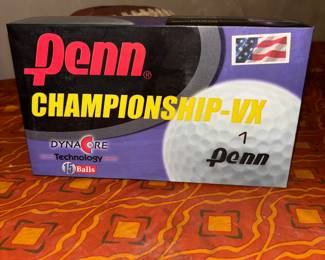 Penn®
CHAMPIONSHIP-VX
DYNACORE
Technology
15 Balls
1
Penn